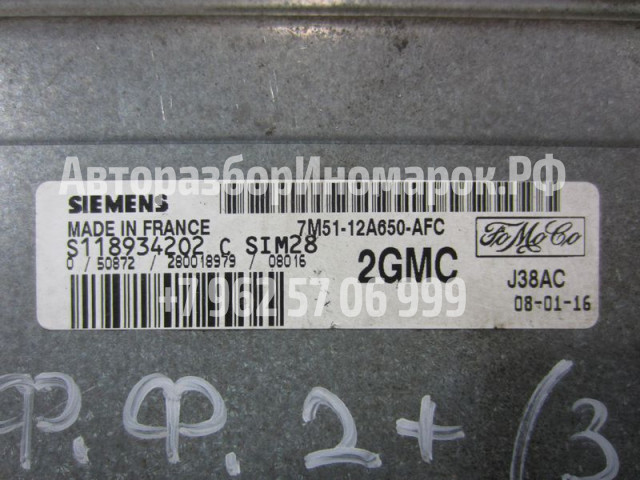 АвторазборИномарок.РФ
SIEMENS
MADE IN FRANCE
7M51-12A650-AFC
S118934202 C SIM28
FoMoCo
0 / 50872 / 280018979 / 08016
2GMC
J38AC
+7 962 57 06 999
08-01-16
Ф.Ф. 2+ /3